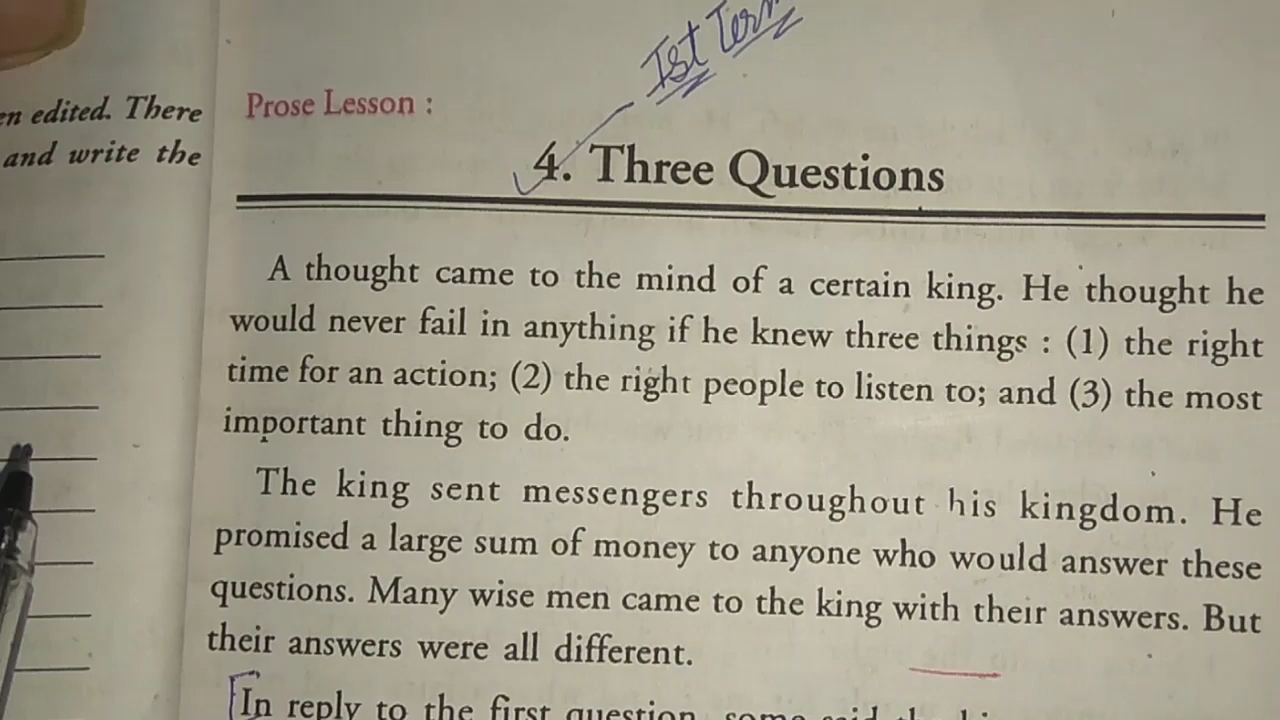 Ist Term
en edited. There
and write the
Prose Lesson :
4. Three Questions
A thought came to the mind of a certain king. He thought he
would never fail in anything if he knew three things : (1) the right
time for an action; (2) the right people to listen to; and (3) the most
important thing to do.
The king sent messengers throughout his kingdom. He
promised a large sum of money to anyone who would answer these
questions. Many wise men came to the king with their answers. But
their answers were all different.
In reply to the first question, some said the